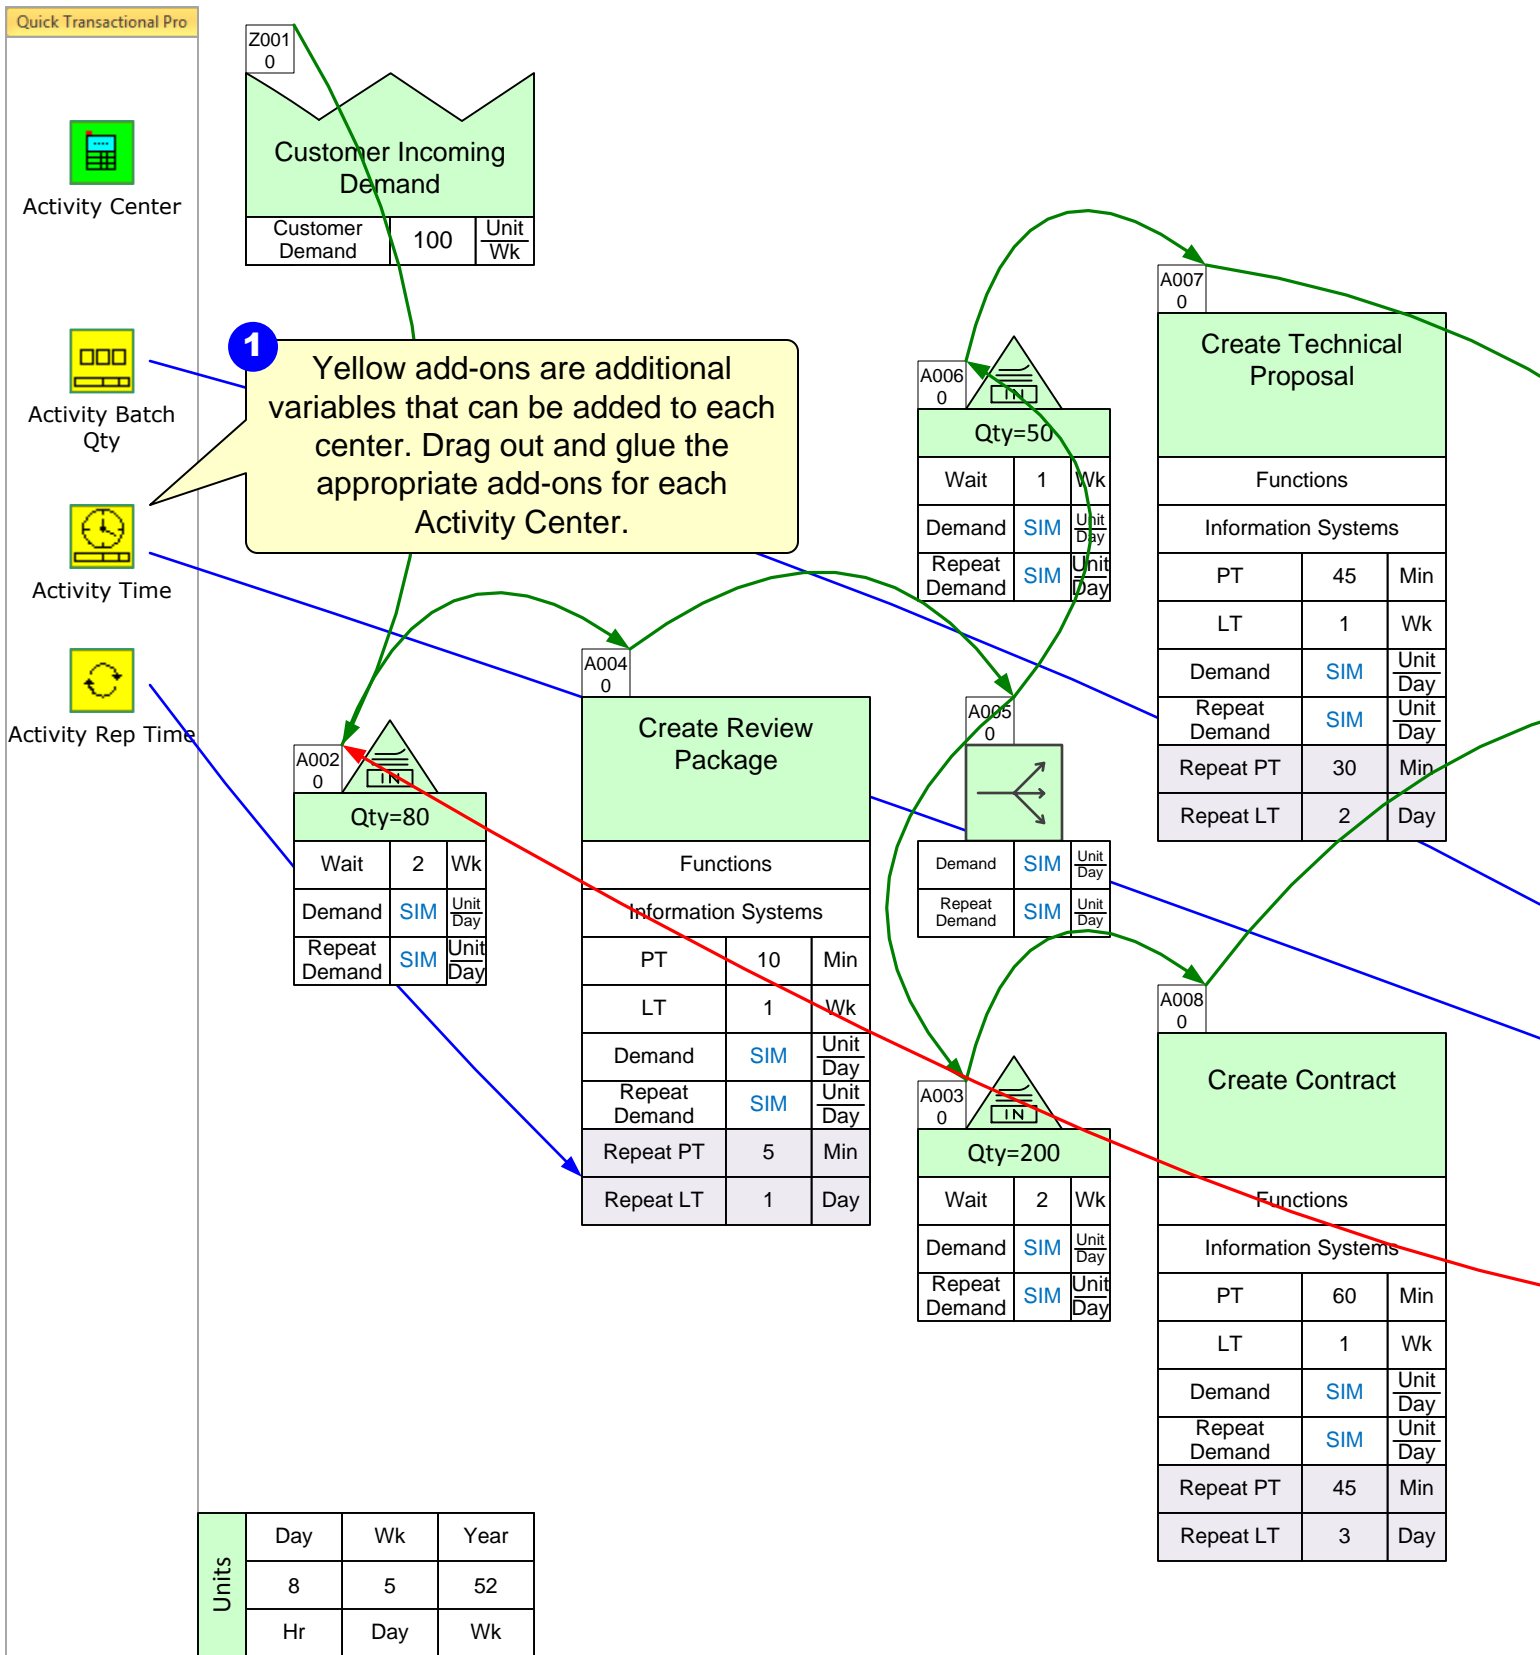 Quick Transactional Pro
Activity Center
Activity Batch
Qty
Activity Time
Activity Rep Time
Z001
0
Customer Incoming
Demand
Customer
Demand
100
Unit
Wk
1
Yellow add-ons are additional
variables that can be added to each
center. Drag out and glue the
appropriate add-ons for each
Activity Center.
A002
0
IN
Qty=80
Wait 2 Wk
Demand SIM Unit
Day
Repeat
Demand SIM Unit
Day
A004
0
Create Review
Package
Functions
Information Systems
PT 10 Min
LT 1 Wk
Demand SIM Unit
Day
Repeat
Demand SIM Unit
Day
Repeat PT 5 Min
Repeat LT 1 Day
A006
0
IN
Qty=50
Wait 1 Wk
Demand SIM Unit
Day
Repeat
Demand SIM Unit
Day
A005
0
Demand SIM Unit
Day
Repeat
Demand SIM Unit
Day
A003
0
IN
Qty=200
Wait 2 Wk
Demand SIM Unit
Day
Repeat
Demand SIM Unit
Day
A007
0
Create Technical
Proposal
Functions
Information Systems
PT 45 Min
LT 1 Wk
Demand SIM Unit
Day
Repeat
Demand SIM Unit
Day
Repeat PT 30 Min
Repeat LT 2 Day
A008
0
Create Contract
Functions
Information Systems
PT 60 Min
LT 1 Wk
Demand SIM Unit
Day
Repeat
Demand SIM Unit
Day
Repeat PT 45 Min
Repeat LT 3 Day
Units
Day Wk Year
8 5 52
Hr Day Wk